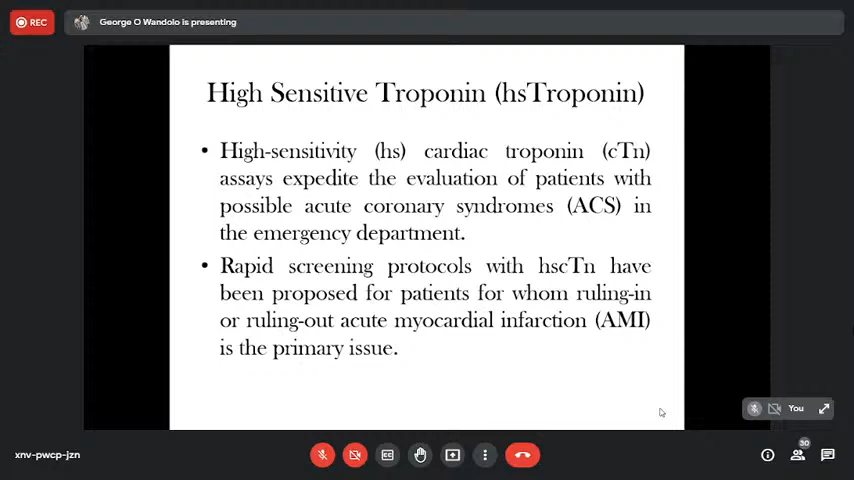 REC
George O Wandolo is presenting
High Sensitive Troponin (hsTroponin)
• High-sensitivity (hs) cardiac troponin (cTn)
assays expedite the evaluation of patients with
possible acute coronary syndromes (ACS) in
the emergency department.
• Rapid screening protocols with hscTn have
been proposed for patients for whom ruling-in
or ruling-out acute myocardial infarction (AMI)
is the primary issue.
You
xnv-pwcp-jzn
CC
30